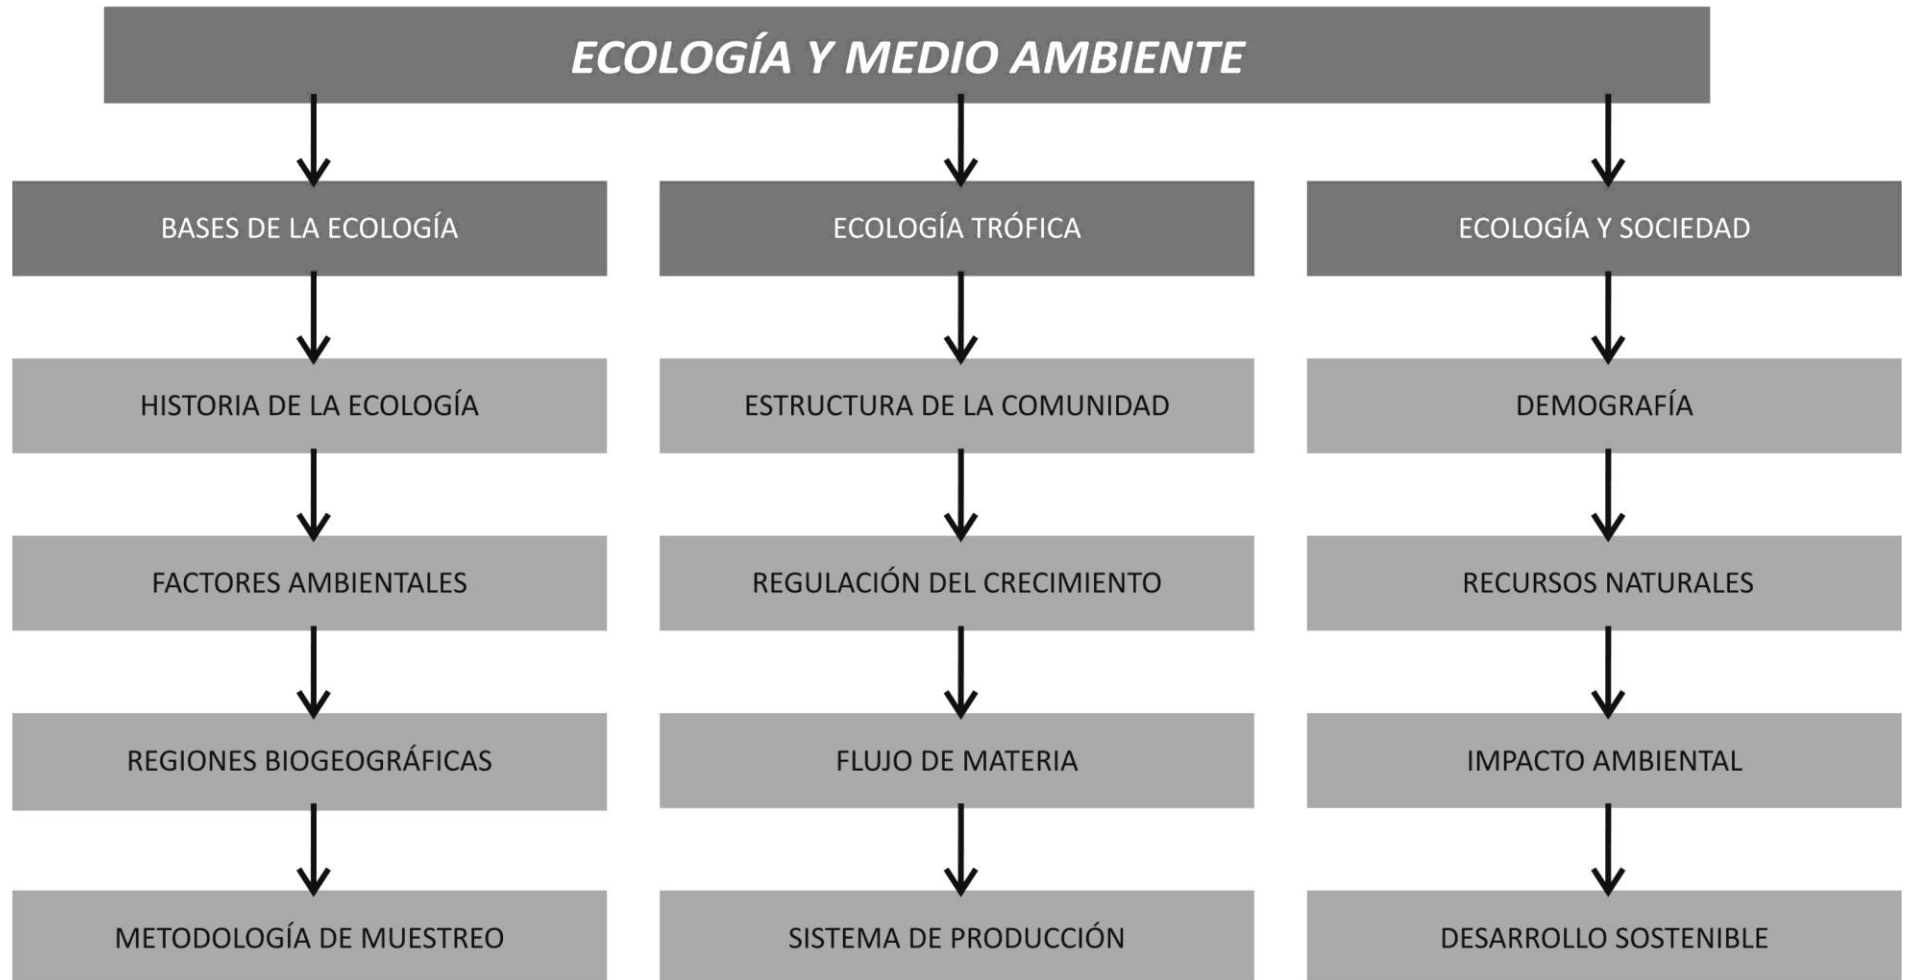 ECOLOGÍA Y MEDIO AMBIENTE
BASES DE LA ECOLOGÍA
ECOLOGÍA TRÓFICA
ECOLOGÍA Y SOCIEDAD
HISTORIA DE LA ECOLOGÍA
ESTRUCTURA DE LA COMUNIDAD
DEMOGRAFÍA
FACTORES AMBIENTALES
REGULACIÓN DEL CRECIMIENTO
RECURSOS NATURALES
REGIONES BIOGEOGRÁFICAS
FLUJO DE MATERIA
IMPACTO AMBIENTAL
METODOLOGÍA DE MUESTREO
SISTEMA DE PRODUCCIÓN
DESARROLLO SOSTENIBLE